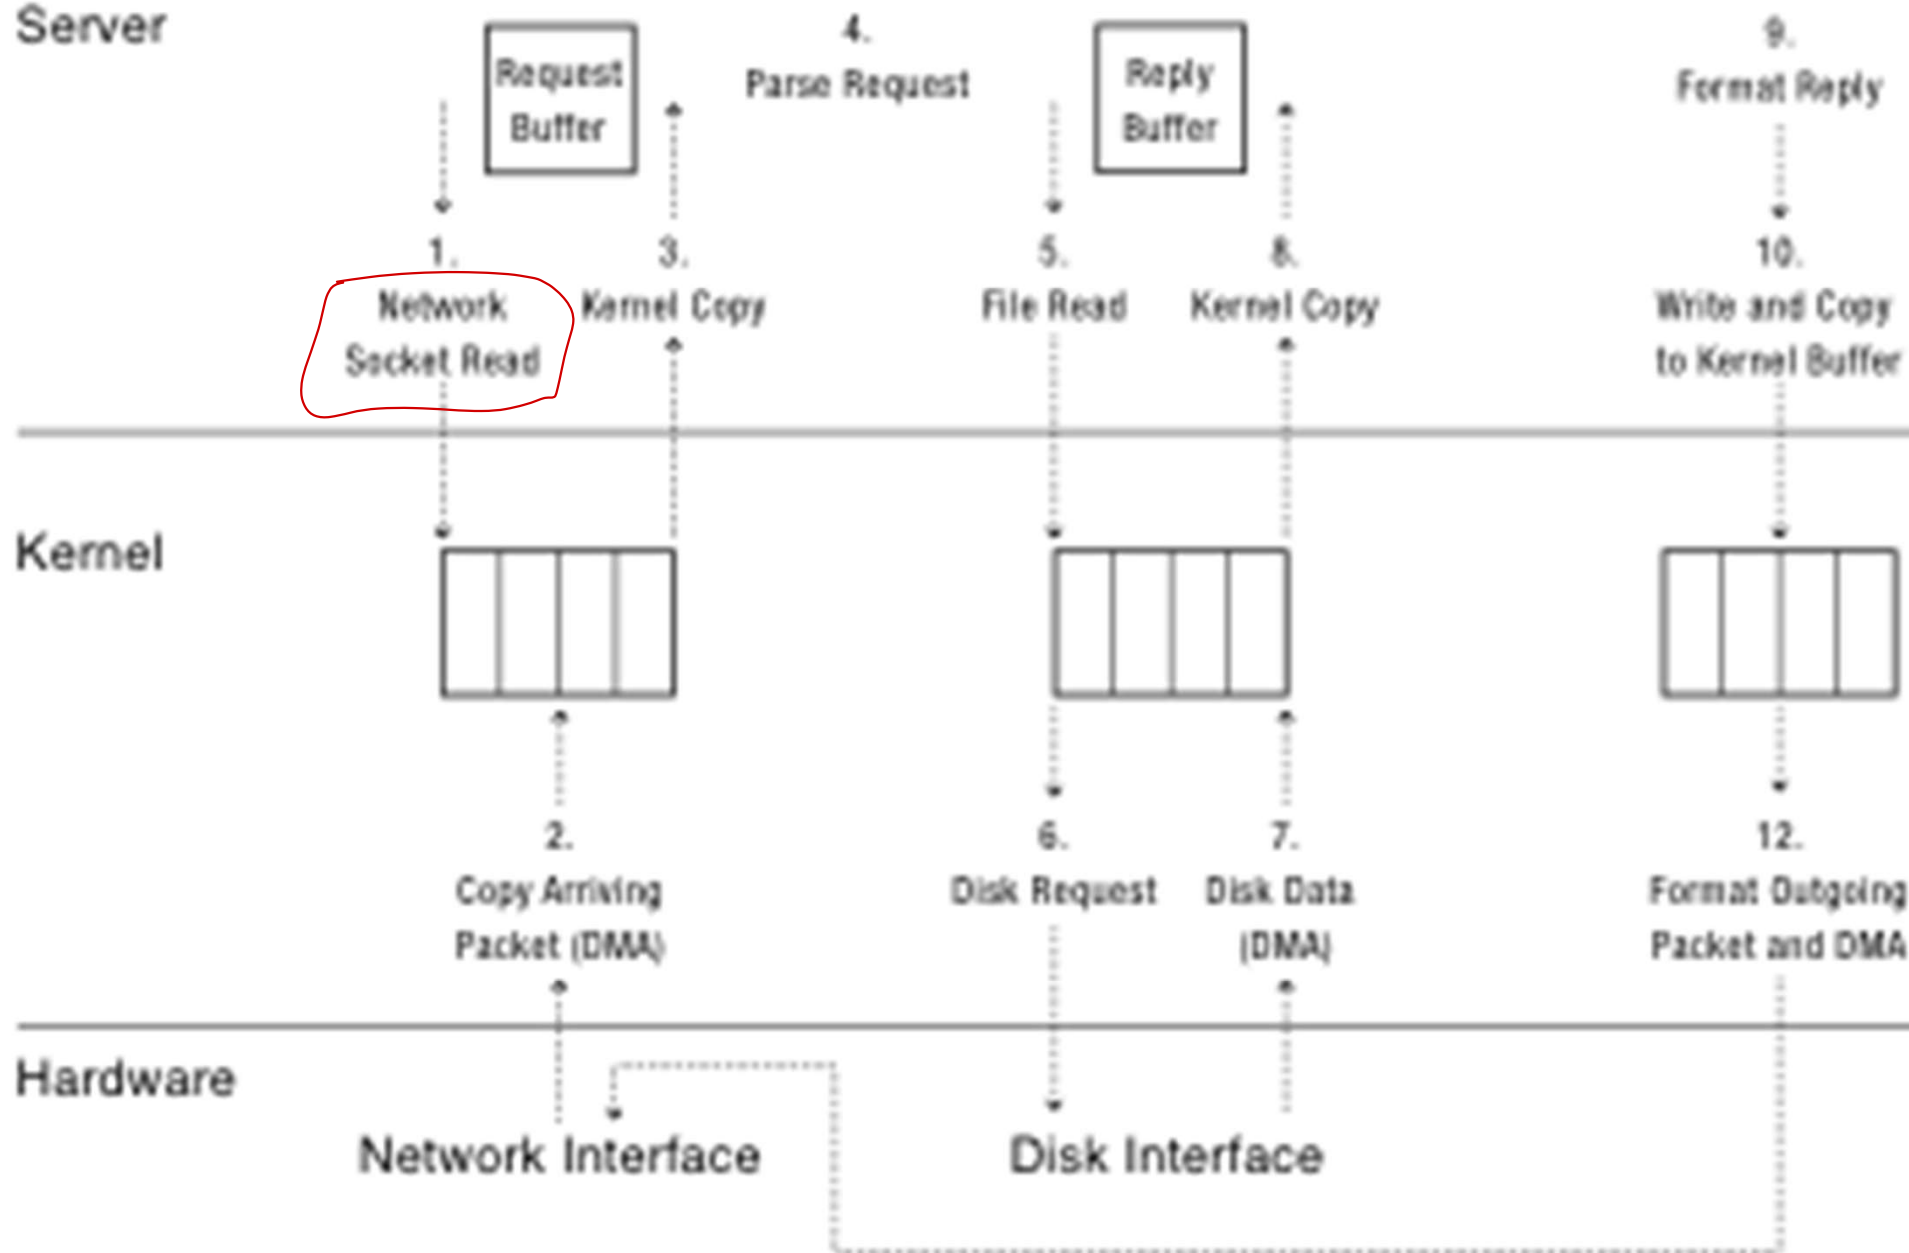 Server
Request
Buffer
4.
Parse Request
Reply
Buffer
9.
Format Reply
1.
Network
Socket Read
3.
Kernel Copy
5.
File Read
8.
Kernel Copy
10.
Write and Copy
to Kernel Buffer
Kernel
2.
Copy Arriving
Packet (DMA)
6.
Disk Request
7.
Disk Data
(DMA)
12.
Format Outgoing
Packet and DMA
Hardware
Network Interface
Disk Interface